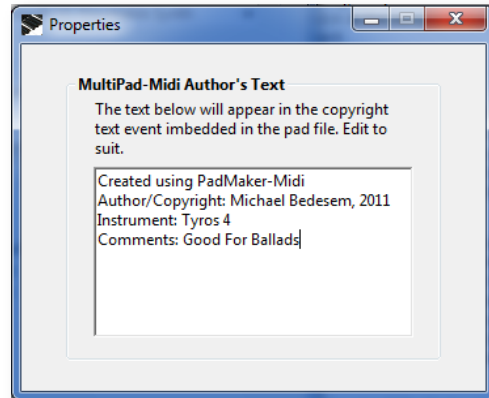 Properties
MultiPad-Midi Author's Text
The text below will appear in the copyright
text event imbedded in the pad file. Edit to
suit.
Created using PadMaker-Midi
Author/Copyright: Michael Bedesem, 2011
Instrument: Tyros 4
Comments: Good For Ballads